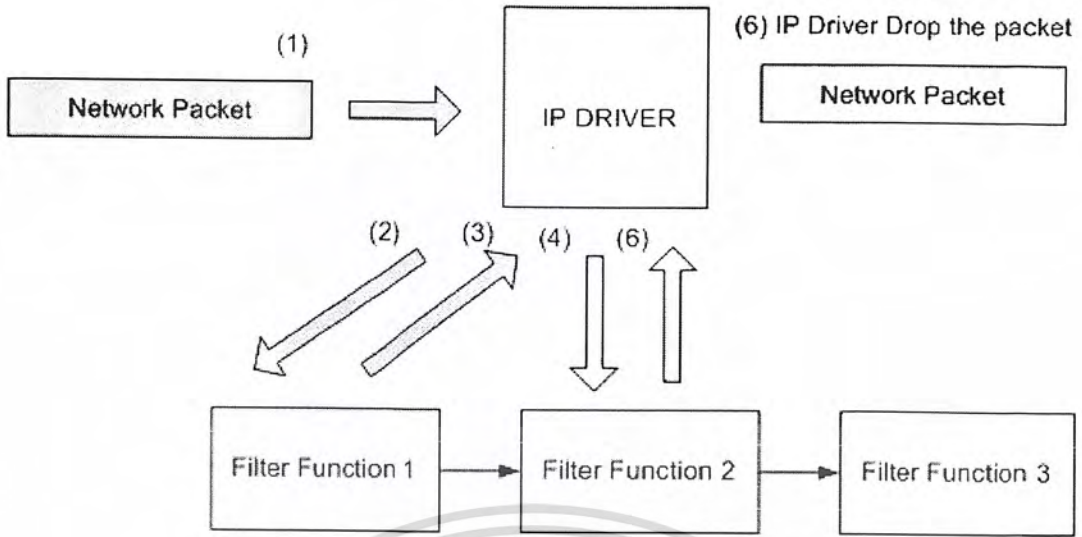 (1)
(6) IP Driver Drop the packet
Network Packet
IP DRIVER
Network Packet
(2)
(3)
(4)
(6)
Filter Function 1
Filter Function 2
Filter Function 3